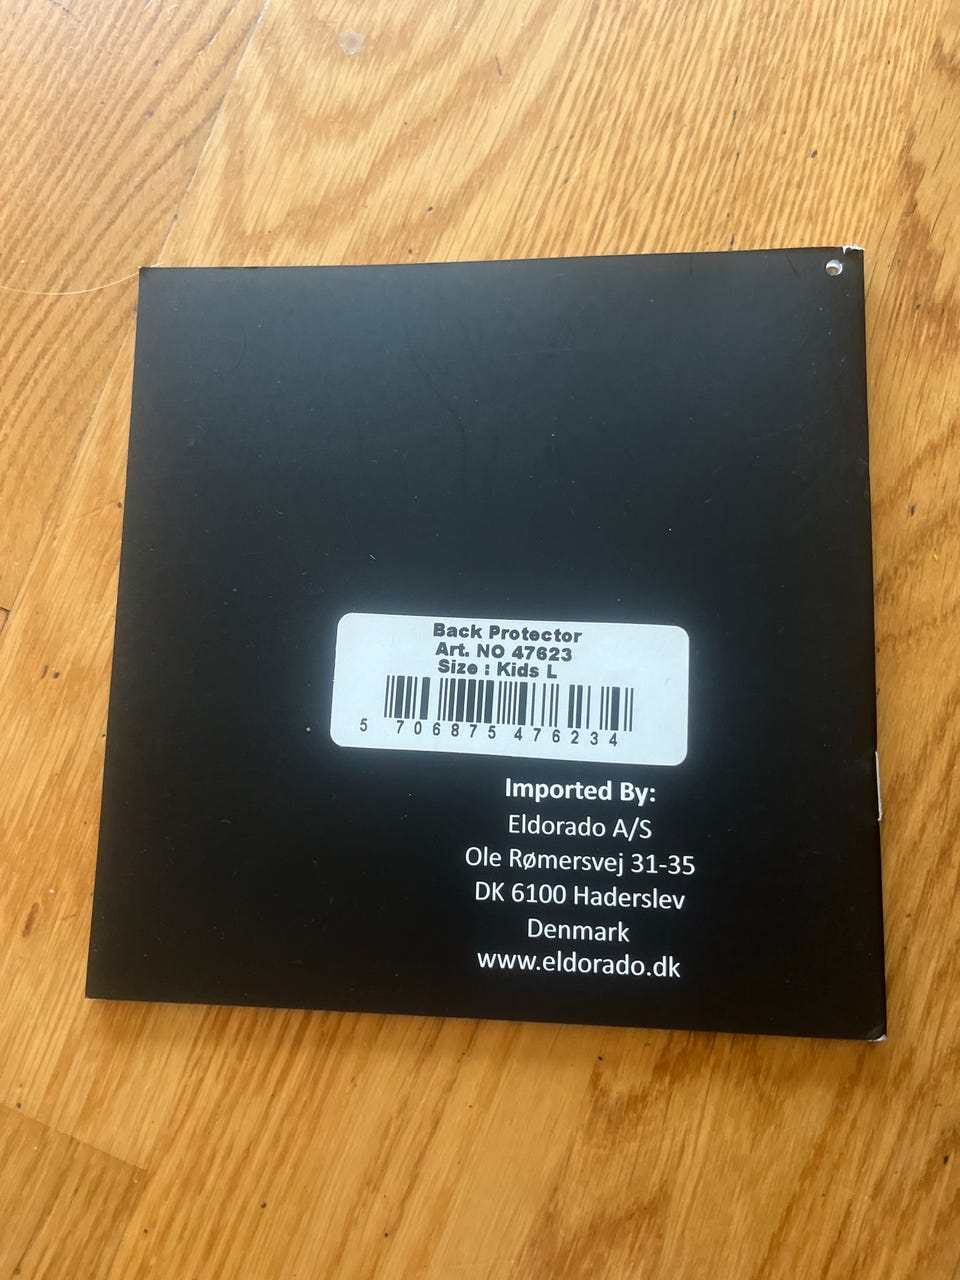 Back Protector
Art. NO 47623
Size : Kids L
5 706875 476234
Imported By:
Eldorado A/S
Ole Rømersvej 31-35
DK 6100 Haderslev
Denmark
www.eldorado.dk